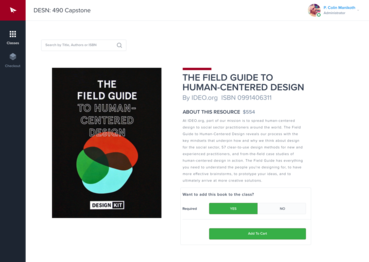 DESN: 490 Capstone
P. Colin Manikoth
Administrator
Classes
Checkout
Search by Title, Authors or ISBN
THE
FIELD GUIDE
TO HUMAN-
CENTERED
DESIGN
DESIGN KIT
THE FIELD GUIDE TO
HUMAN-CENTERED DESIGN
By IDEO.org ISBN 0991406311
ABOUT THIS RESOURCE $554
At IDEO.org, part of our mission is to spread human-centered
design to social sector practitioners around the world. The Field
Guide to Human-Centered Design reveals our process with the
key mindsets that underpin how and why we think about design
for the social sector, 57 clear-to-use design methods for new and
experienced practitioners, and from-the-field case studies of
human-centered design in action. The Field Guide has everything
you need to understand the people you're designing for, to have
more effective brainstorms, to prototype your ideas, and to
ultimately arrive at more creative solutions.
Want to add this book to the class?
Required
YES
NO
Add To Cart